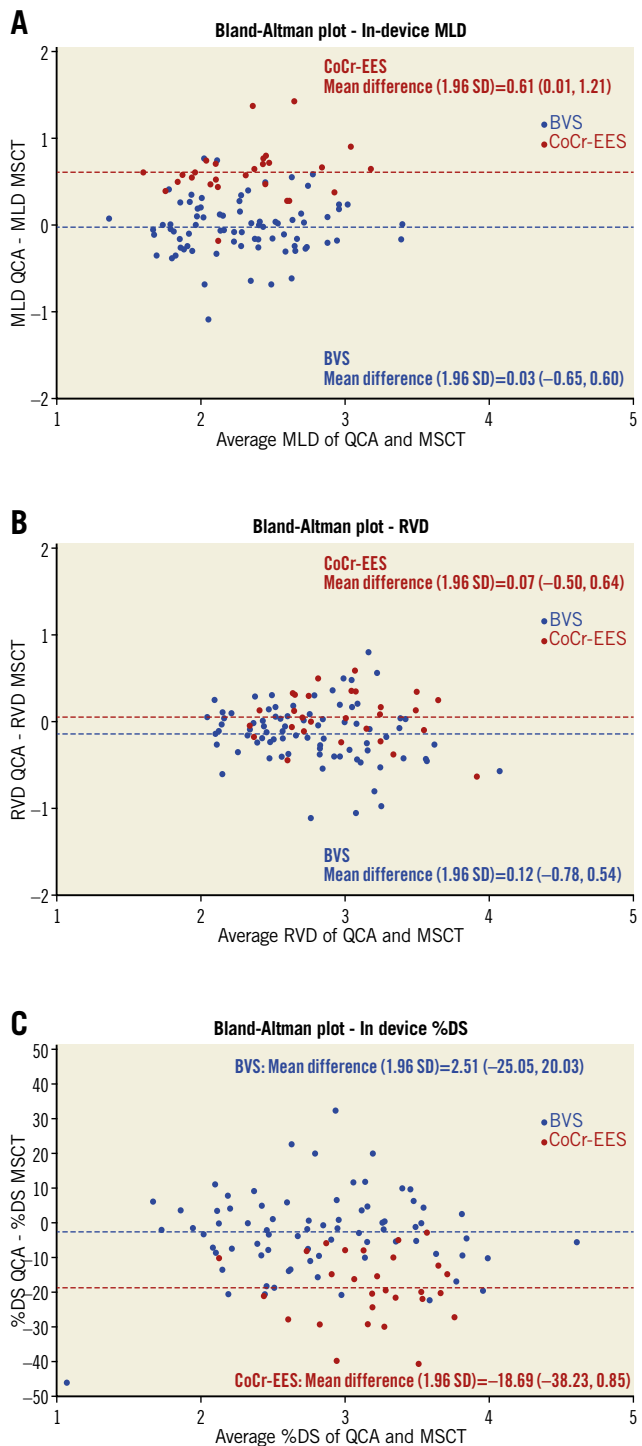 A
Bland-Altman plot - In-device MLD
2
CoCr-EES
Mean difference (1.96 SD)=0.61 (0.01, 1.21)
BVS
CoCr-EES
1
MLD QCA - MLD MSCT
0
–1
BVS
Mean difference (1.96 SD)=0.03 (–0.65, 0.60)
–2
1 2 3 4 5
Average MLD of QCA and MSCT
B
Bland-Altman plot - RVD
2
CoCr-EES
Mean difference (1.96 SD)=0.07 (–0.50, 0.64)
BVS
CoCr-EES
1
RVD QCA - RVD MSCT
0
–1
BVS
Mean difference (1.96 SD)=0.12 (–0.78, 0.54)
–2
1 2 3 4 5
Average RVD of QCA and MSCT
C
Bland-Altman plot - In device %DS
50
BVS: Mean difference (1.96 SD)=2.51 (–25.05, 20.03)
40
30
BVS
CoCr-EES
20
10
%DS QCA - %DS MSCT
0
–10
–20
–30
–40
CoCr-EES: Mean difference (1.96 SD)=–18.69 (–38.23, 0.85)
–50
1 2 3 4 5
Average %DS of QCA and MSCT